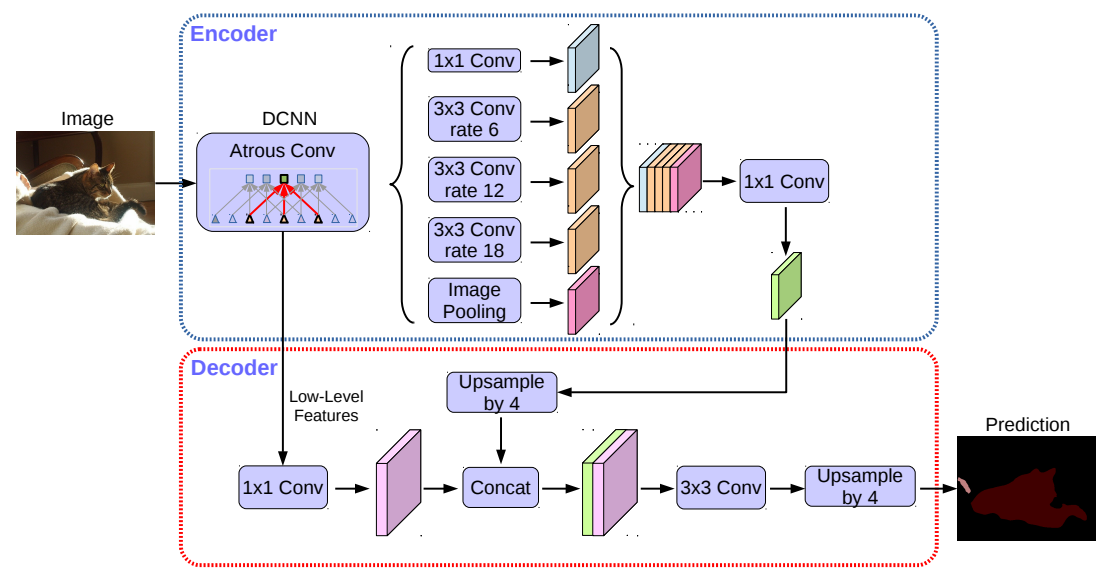 Encoder
Image
DCNN
Atrous Conv
1x1 Conv
3x3 Conv
rate 6
3x3 Conv
rate 12
3x3 Conv
rate 18
Image
Pooling
1x1 Conv
Decoder
Low-Level
Features
Upsample
by 4
1x1 Conv
Concat
3x3 Conv
Upsample
by 4
Prediction